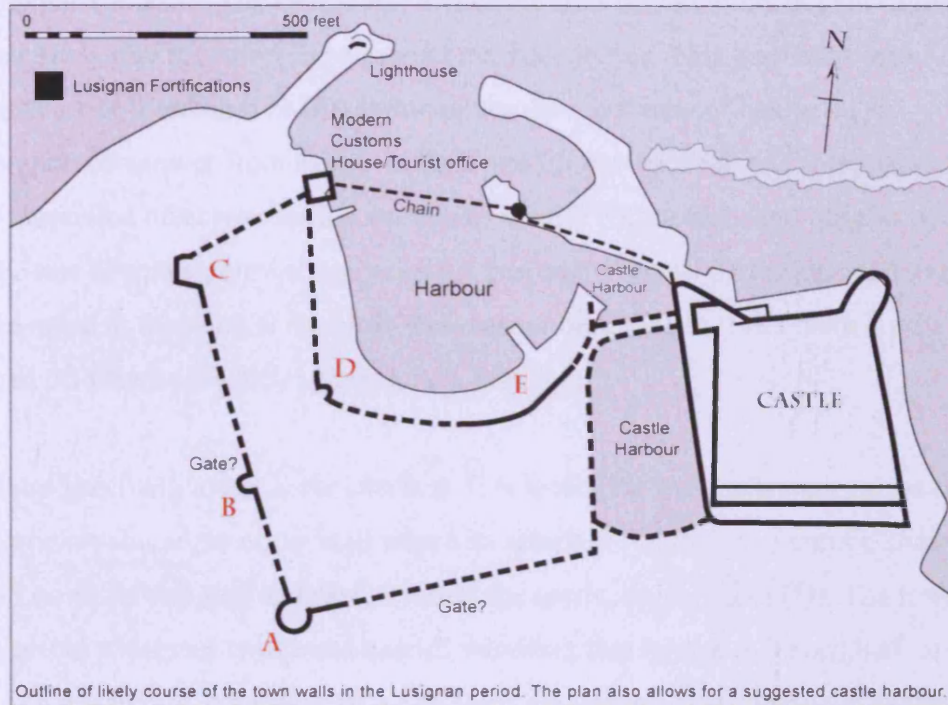 0 500 feet
Lusignan Fortifications
N
Lighthouse
Modern
Customs
House/Tourist office
Chain
C
Harbour
Castle
Harbour
D
E
CASTLE
Castle
Harbour
Gate?
B
A
Gate?
Outline of likely course of the town walls in the Lusignan period. The plan also allows for a suggested castle harbour.